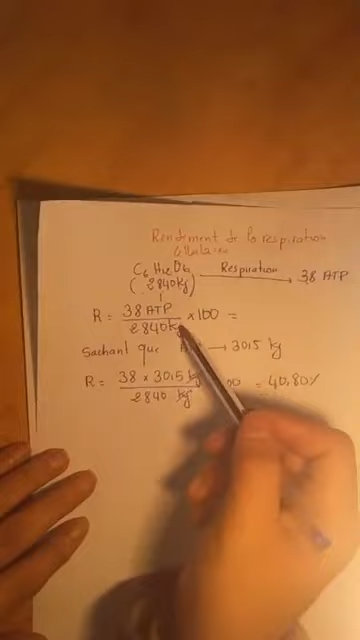 Rendement de la respiration
Cellulaire
C6H12O6 Respiration → 38 ATP
(2840kj)
R = 38 ATP / 2840kj × 100 =
Sachant que → 30,5 kj
R = 38 × 30,5 kj / 2840 kj = 40,80%